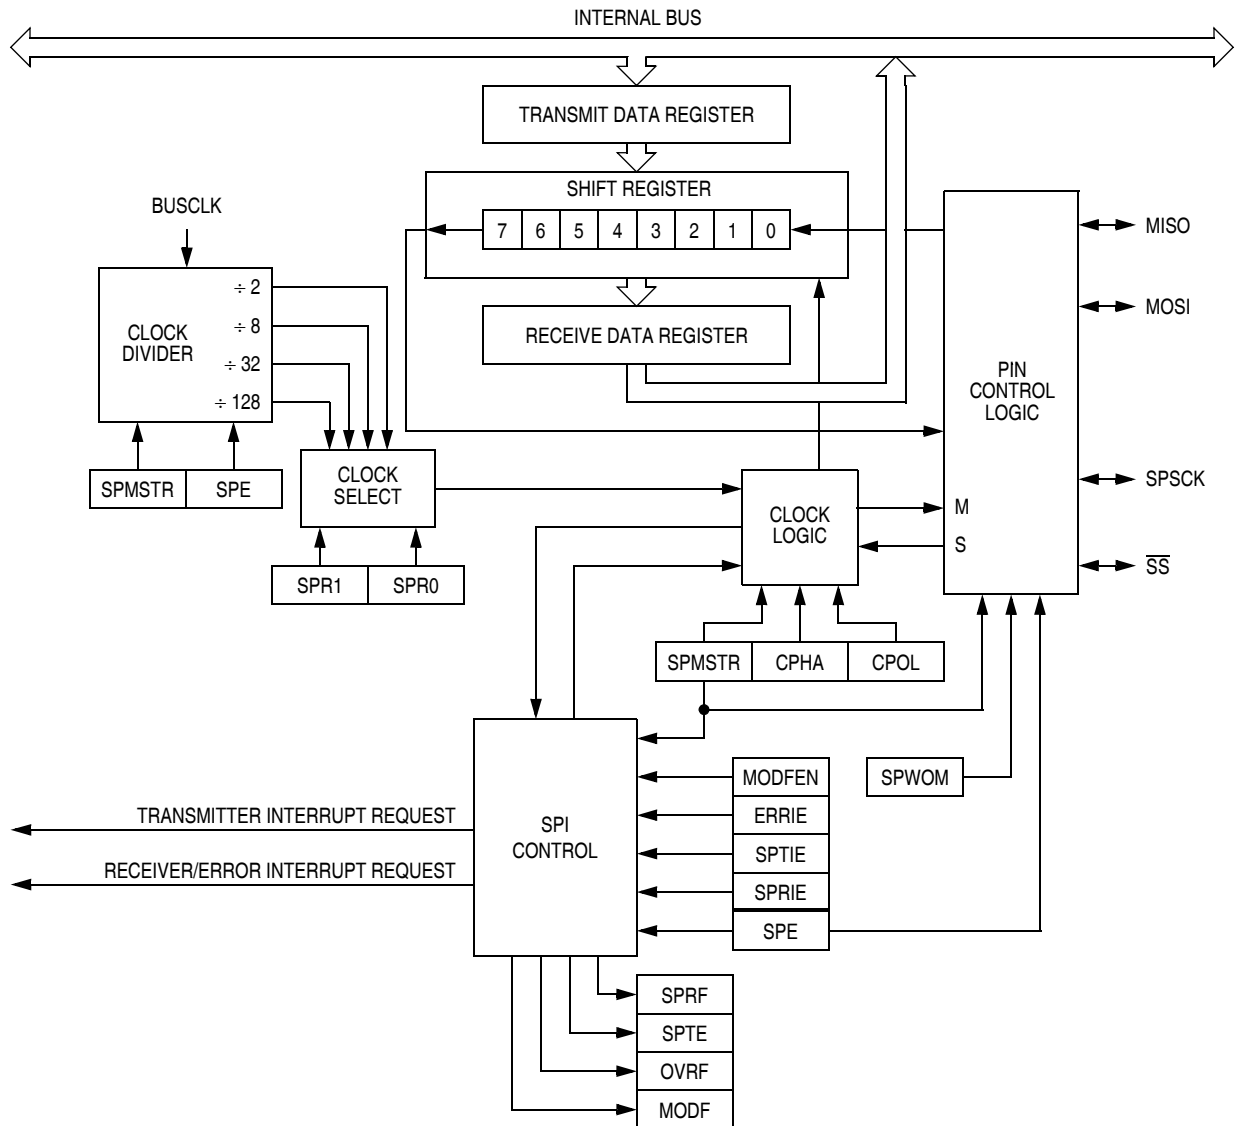 INTERNAL BUS
TRANSMIT DATA REGISTER
SHIFT REGISTER
7 6 5 4 3 2 1 0
RECEIVE DATA REGISTER
BUSCLK
CLOCK
DIVIDER
÷ 2
÷ 8
÷ 32
÷ 128
SPMSTR SPE
CLOCK
SELECT
SPR1 SPR0
CLOCK
LOGIC
SPMSTR CPHA CPOL
PIN
CONTROL
LOGIC
M
S
MISO
MOSI
SPSCK
S̅S̅
SPWOM
MODFEN
ERRIE
SPTIE
SPRIE
SPE
SPI
CONTROL
TRANSMITTER INTERRUPT REQUEST
RECEIVER/ERROR INTERRUPT REQUEST
SPRF
SPTE
OVRF
MODF